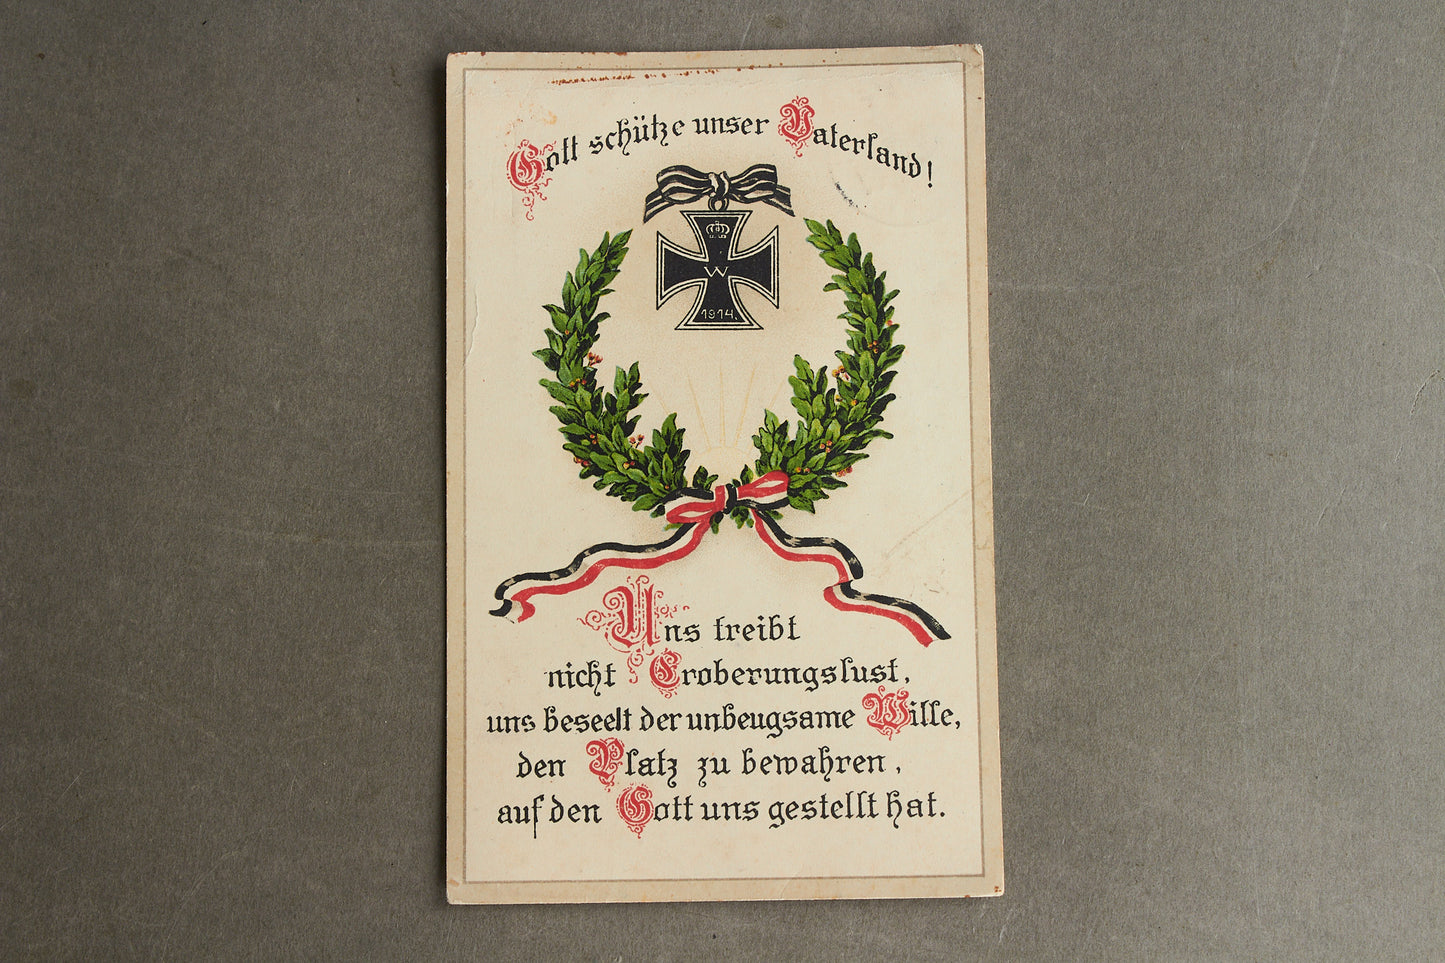 Gott schütze unser Vaterland!
W
1914.
Uns treibt
nicht Eroberungslust,
uns beseelt der unbeugsame Wille,
den Platz zu bewahren,
auf den Gott uns gestellt hat.